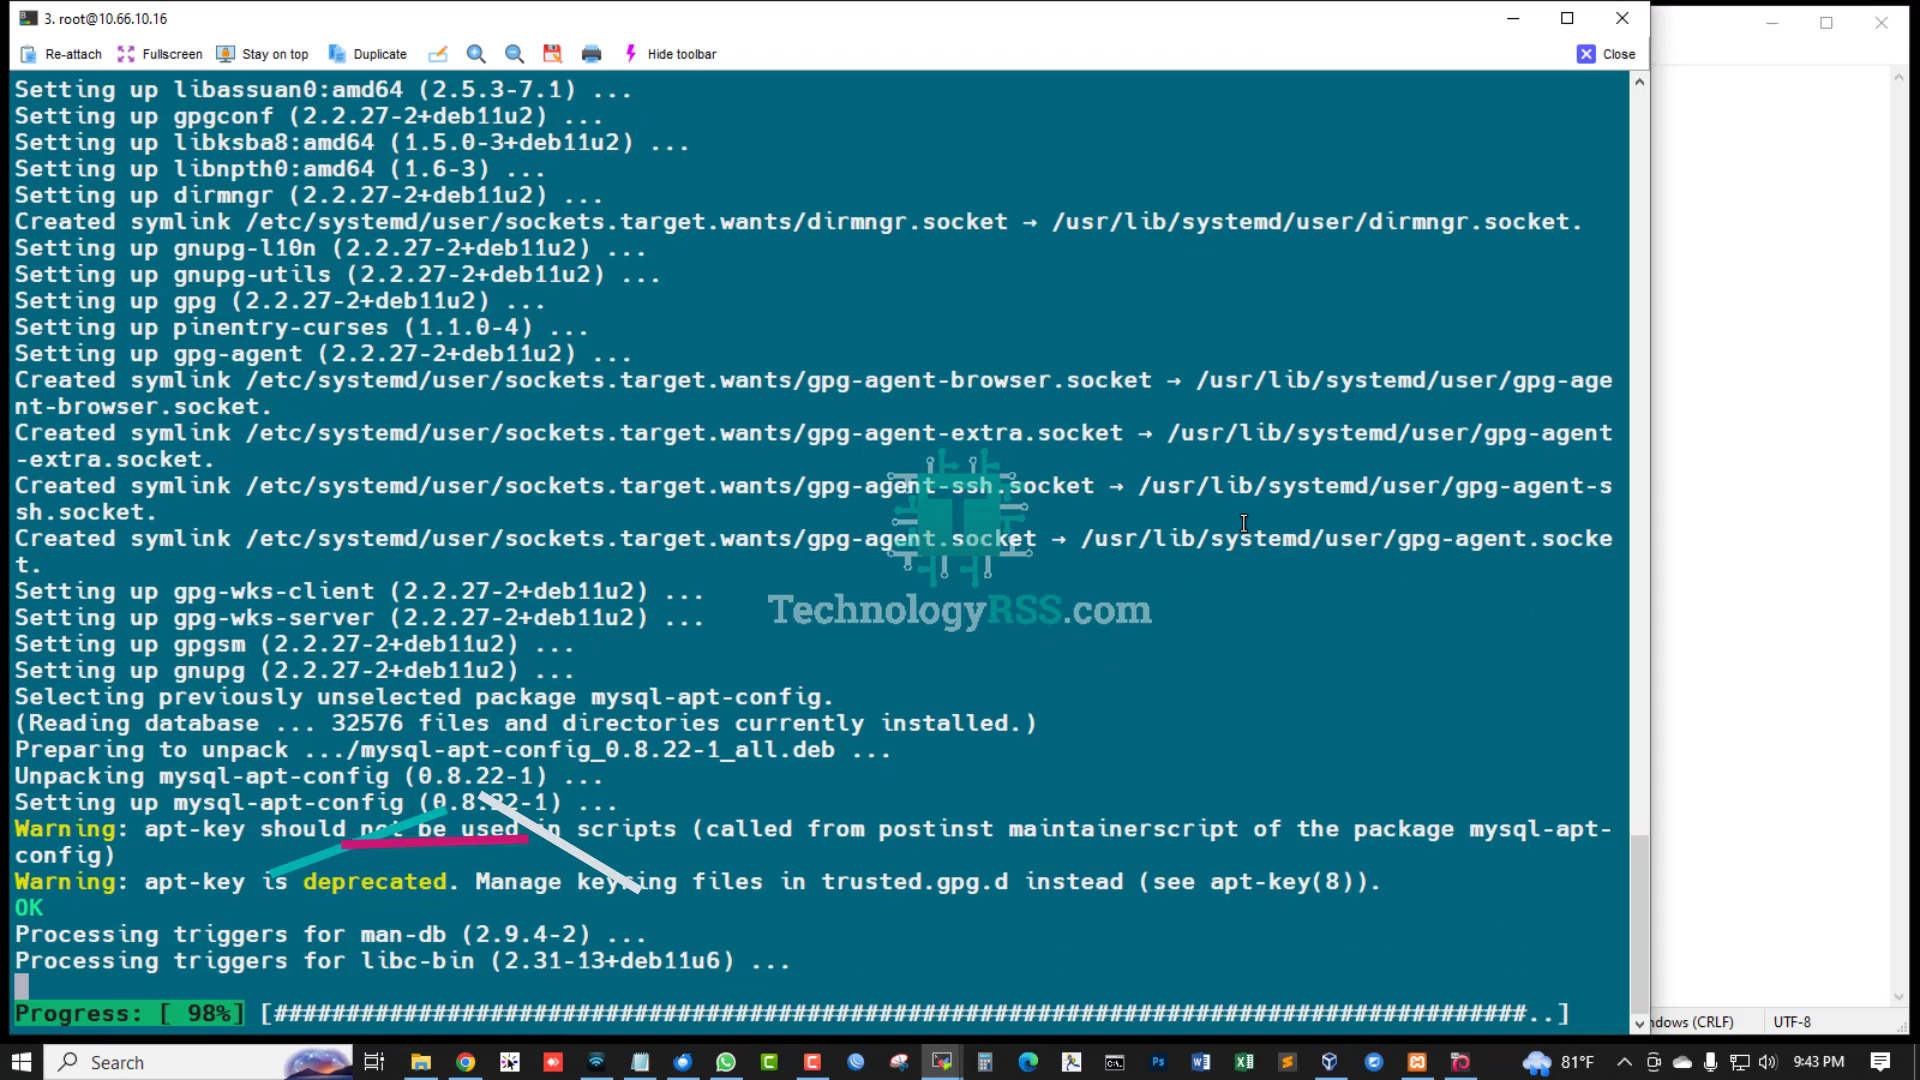 3. root@10.66.10.16
Re-attach Fullscreen Stay on top Duplicate Hide toolbar Close
Setting up libassuan0:amd64 (2.5.3-7.1) ...
Setting up gpgconf (2.2.27-2+deb11u2) ...
Setting up libksba8:amd64 (1.5.0-3+deb11u2) ...
Setting up libnpth0:amd64 (1.6-3) ...
Setting up dirmngr (2.2.27-2+deb11u2) ...
Created symlink /etc/systemd/user/sockets.target.wants/dirmngr.socket → /usr/lib/systemd/user/dirmngr.socket.
Setting up gnupg-l10n (2.2.27-2+deb11u2) ...
Setting up gnupg-utils (2.2.27-2+deb11u2) ...
Setting up gpg (2.2.27-2+deb11u2) ...
Setting up pinentry-curses (1.1.0-4) ...
Setting up gpg-agent (2.2.27-2+deb11u2) ...
Created symlink /etc/systemd/user/sockets.target.wants/gpg-agent-browser.socket → /usr/lib/systemd/user/gpg-age
nt-browser.socket.
Created symlink /etc/systemd/user/sockets.target.wants/gpg-agent-extra.socket → /usr/lib/systemd/user/gpg-agent
-extra.socket.
Created symlink /etc/systemd/user/sockets.target.wants/gpg-agent-ssh.socket → /usr/lib/systemd/user/gpg-agent-s
sh.socket.
Created symlink /etc/systemd/user/sockets.target.wants/gpg-agent.socket → /usr/lib/systemd/user/gpg-agent.socke
t.
Setting up gpg-wks-client (2.2.27-2+deb11u2) ...
Setting up gpg-wks-server (2.2.27-2+deb11u2) ...
TechnologyRSS.com
Setting up gpgsm (2.2.27-2+deb11u2) ...
Setting up gnupg (2.2.27-2+deb11u2) ...
Selecting previously unselected package mysql-apt-config.
(Reading database ... 32576 files and directories currently installed.)
Preparing to unpack .../mysql-apt-config_0.8.22-1_all.deb ...
Unpacking mysql-apt-config (0.8.22-1) ...
Setting up mysql-apt-config (0.8.22-1) ...
Warning: apt-key should not be used in scripts (called from postinst maintainerscript of the package mysql-apt-
config)
Warning: apt-key is deprecated. Manage keyring files in trusted.gpg.d instead (see apt-key(8)).
OK
Processing triggers for man-db (2.9.4-2) ...
Processing triggers for libc-bin (2.31-13+deb11u6) ...
Progress: [ 98%] [#######################################################################################..]
ndows (CRLF) UTF-8
Search 81°F 9:43 PM